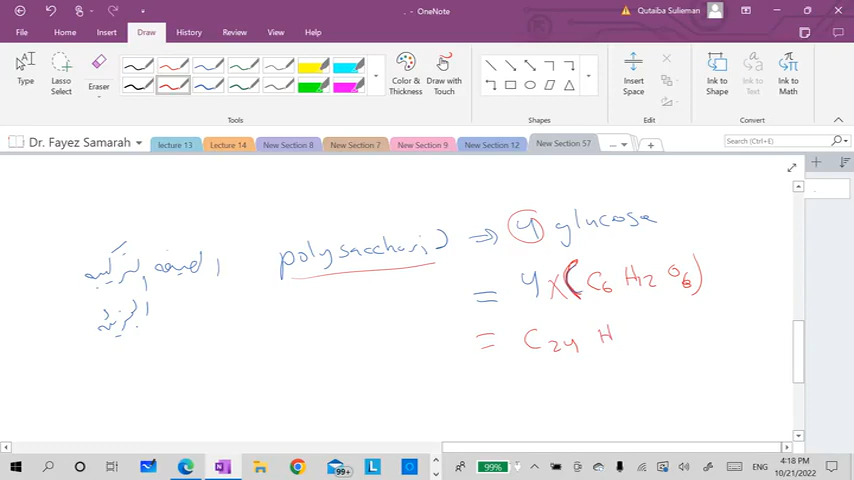 . - OneNote
Qutaiba Sulieman
File Home Insert Draw History Review View Help
Type
Lasso Select
Eraser
Color & Thickness
Draw with Touch
Insert Space
Ink to Shape
Ink to Text
Ink to Math
Tools
Shapes
Edit
Convert
Dr. Fayez Samarah
lecture 13
Lecture 14
New Section 8
New Section 7
New Section 9
New Section 12
New Section 57
Search (Ctrl+E)
polysaccharid ⇒ 4 glucose
الصيغة التركيبية
= 4 × (C6 H12 O6)
= C24 H
99%
99+
ENG
4:18 PM
10/21/2022